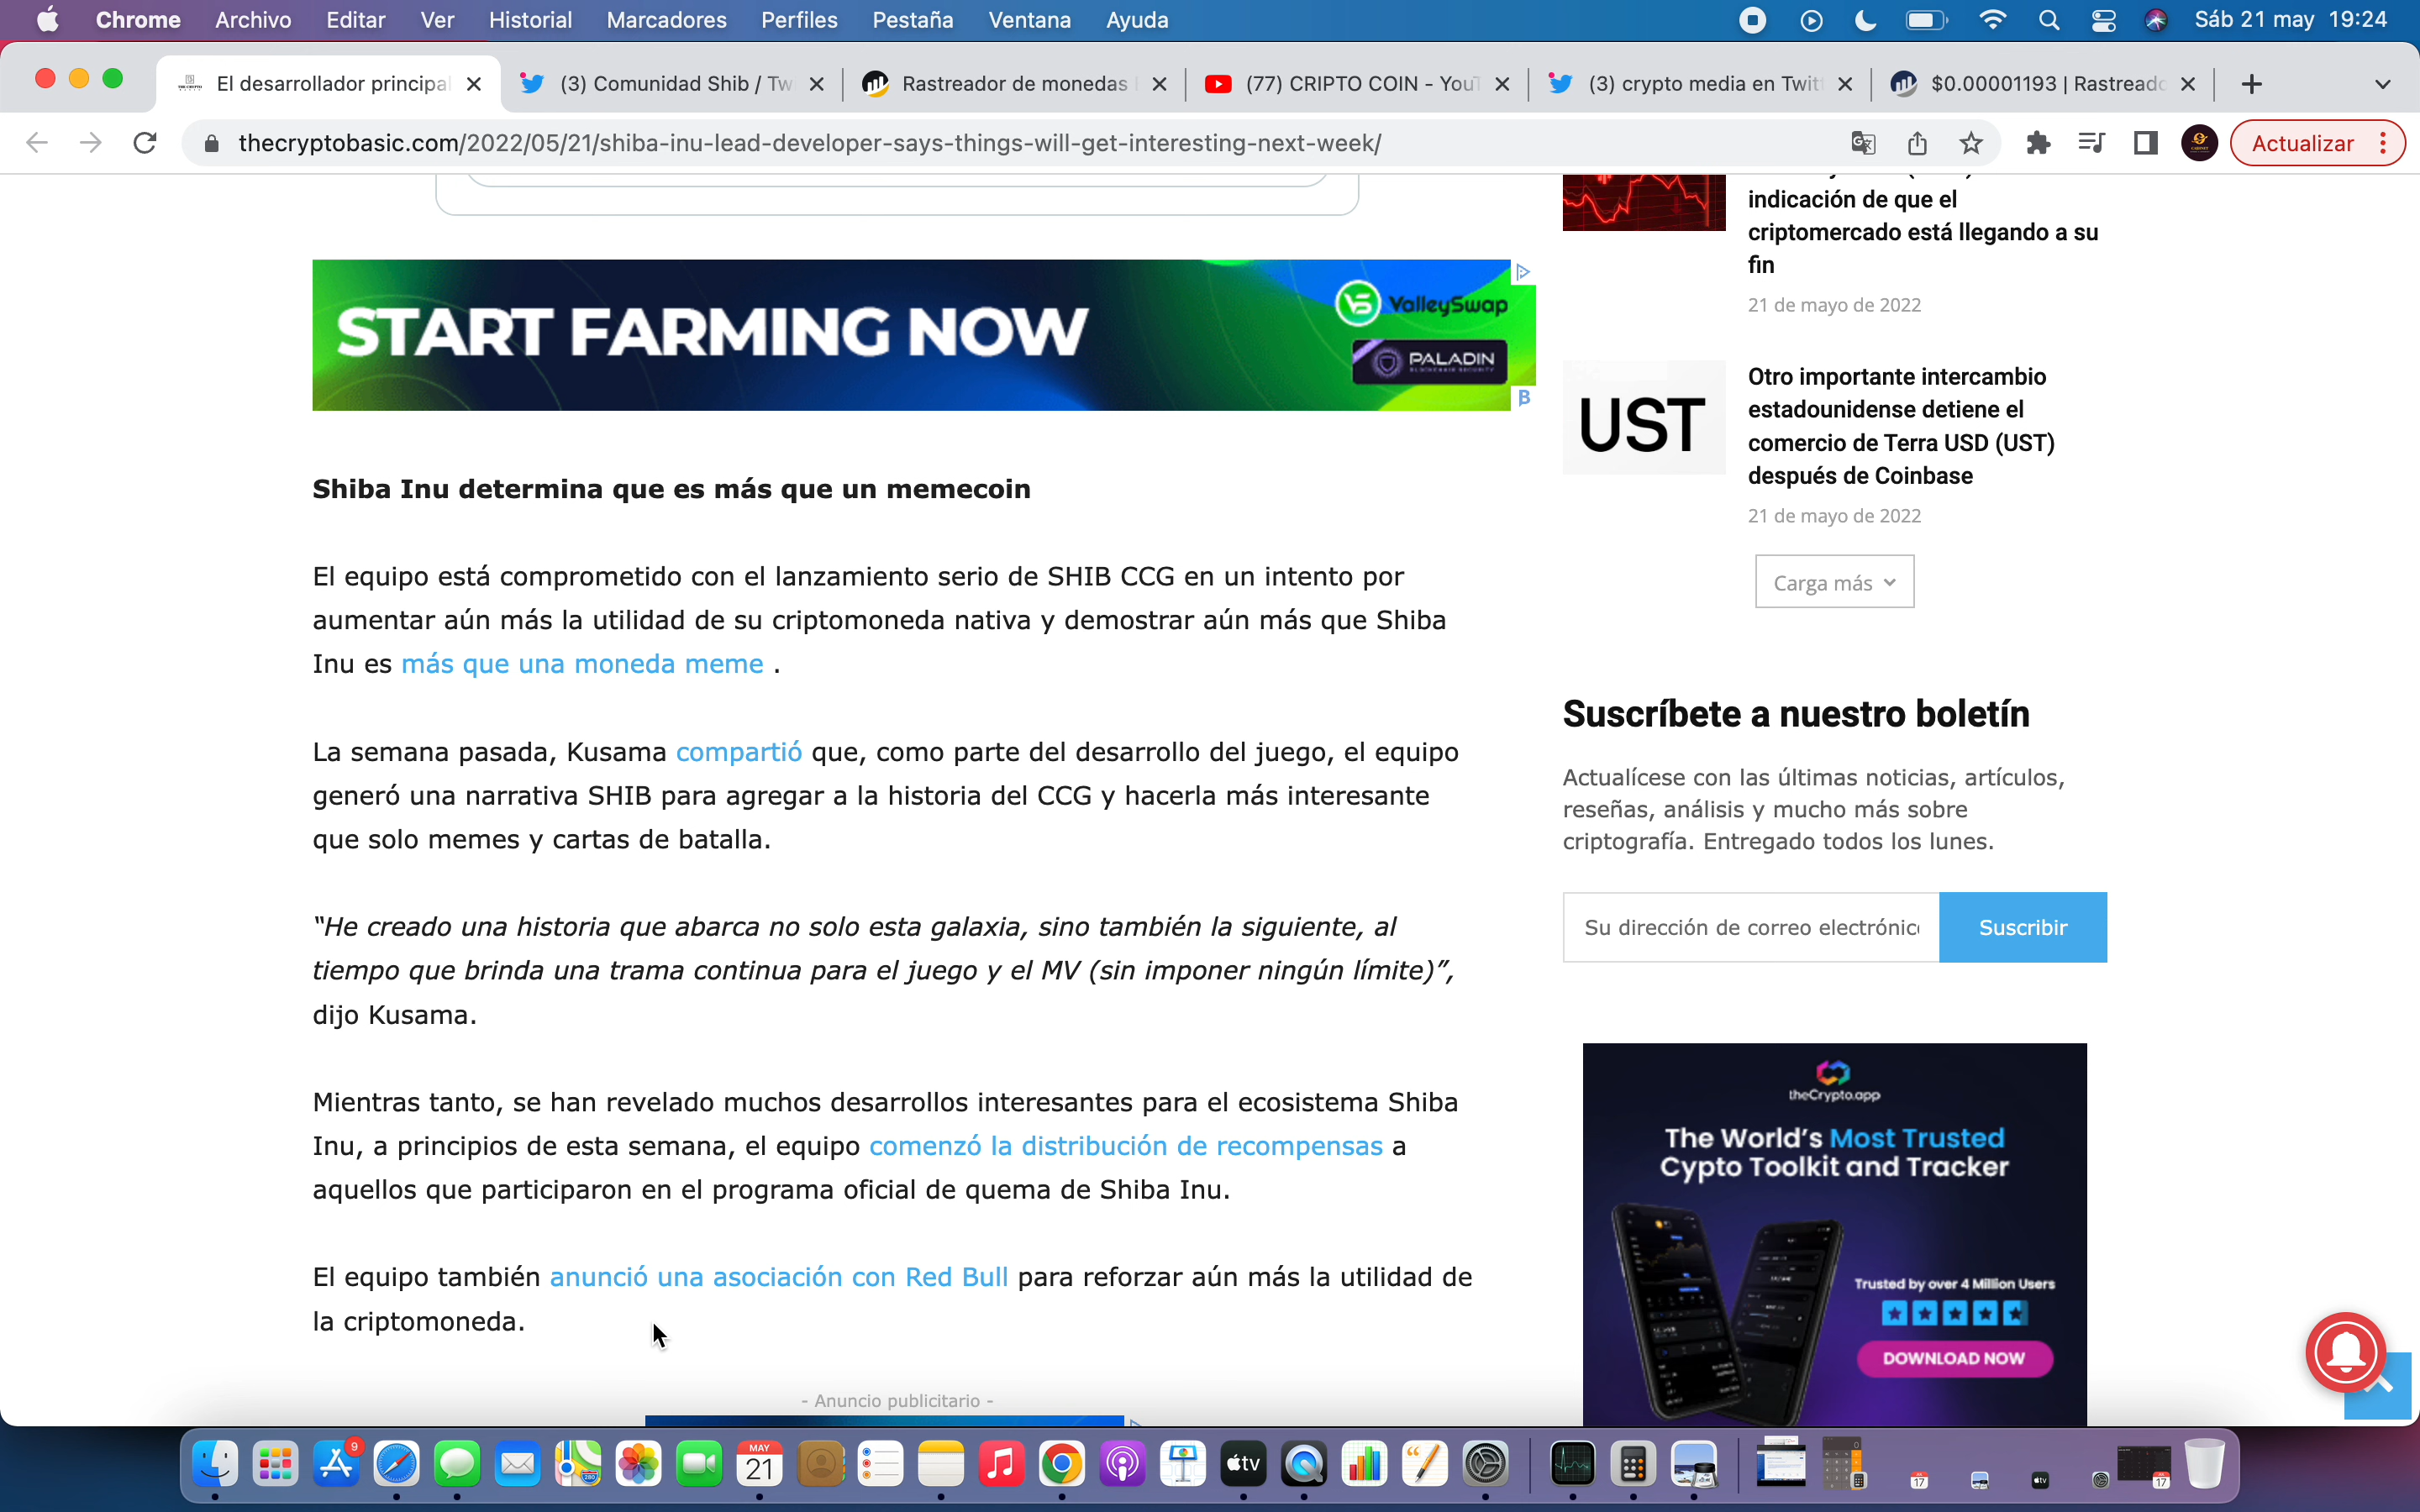 Chrome Archivo Editar Ver Historial Marcadores Perfiles Pestaña Ventana Ayuda Sáb 21 may 19:24
El desarrollador principal (3) Comunidad Shib / Tw Rastreador de monedas (77) CRIPTO COIN - YouT (3) crypto media en Twitt $0.00001193 | Rastreado
thecryptobasic.com/2022/05/21/shiba-inu-lead-developer-says-things-will-get-interesting-next-week/ Actualizar
START FARMING NOW
ValleySwap
PALADIN
BLOCKCHAIN SECURITY
Shiba Inu determina que es más que un memecoin
El equipo está comprometido con el lanzamiento serio de SHIB CCG en un intento por
aumentar aún más la utilidad de su criptomoneda nativa y demostrar aún más que Shiba
Inu es más que una moneda meme .
La semana pasada, Kusama compartió que, como parte del desarrollo del juego, el equipo
generó una narrativa SHIB para agregar a la historia del CCG y hacerla más interesante
que solo memes y cartas de batalla.
“He creado una historia que abarca no solo esta galaxia, sino también la siguiente, al
tiempo que brinda una trama continua para el juego y el MV (sin imponer ningún límite)”,
dijo Kusama.
Mientras tanto, se han revelado muchos desarrollos interesantes para el ecosistema Shiba
Inu, a principios de esta semana, el equipo comenzó la distribución de recompensas a
aquellos que participaron en el programa oficial de quema de Shiba Inu.
El equipo también anunció una asociación con Red Bull para reforzar aún más la utilidad de
la criptomoneda.
- Anuncio publicitario -
indicación de que el
criptomercado está llegando a su
fin
21 de mayo de 2022
UST
Otro importante intercambio
estadounidense detiene el
comercio de Terra USD (UST)
después de Coinbase
21 de mayo de 2022
Carga más
Suscríbete a nuestro boletín
Actualícese con las últimas noticias, artículos,
reseñas, análisis y mucho más sobre
criptografía. Entregado todos los lunes.
Su dirección de correo electrónico Suscribir
theCrypto.app
The World's Most Trusted
Cypto Toolkit and Tracker
Trusted by over 4 Million Users
DOWNLOAD NOW
9
MAY
21
tv
17
tv
17